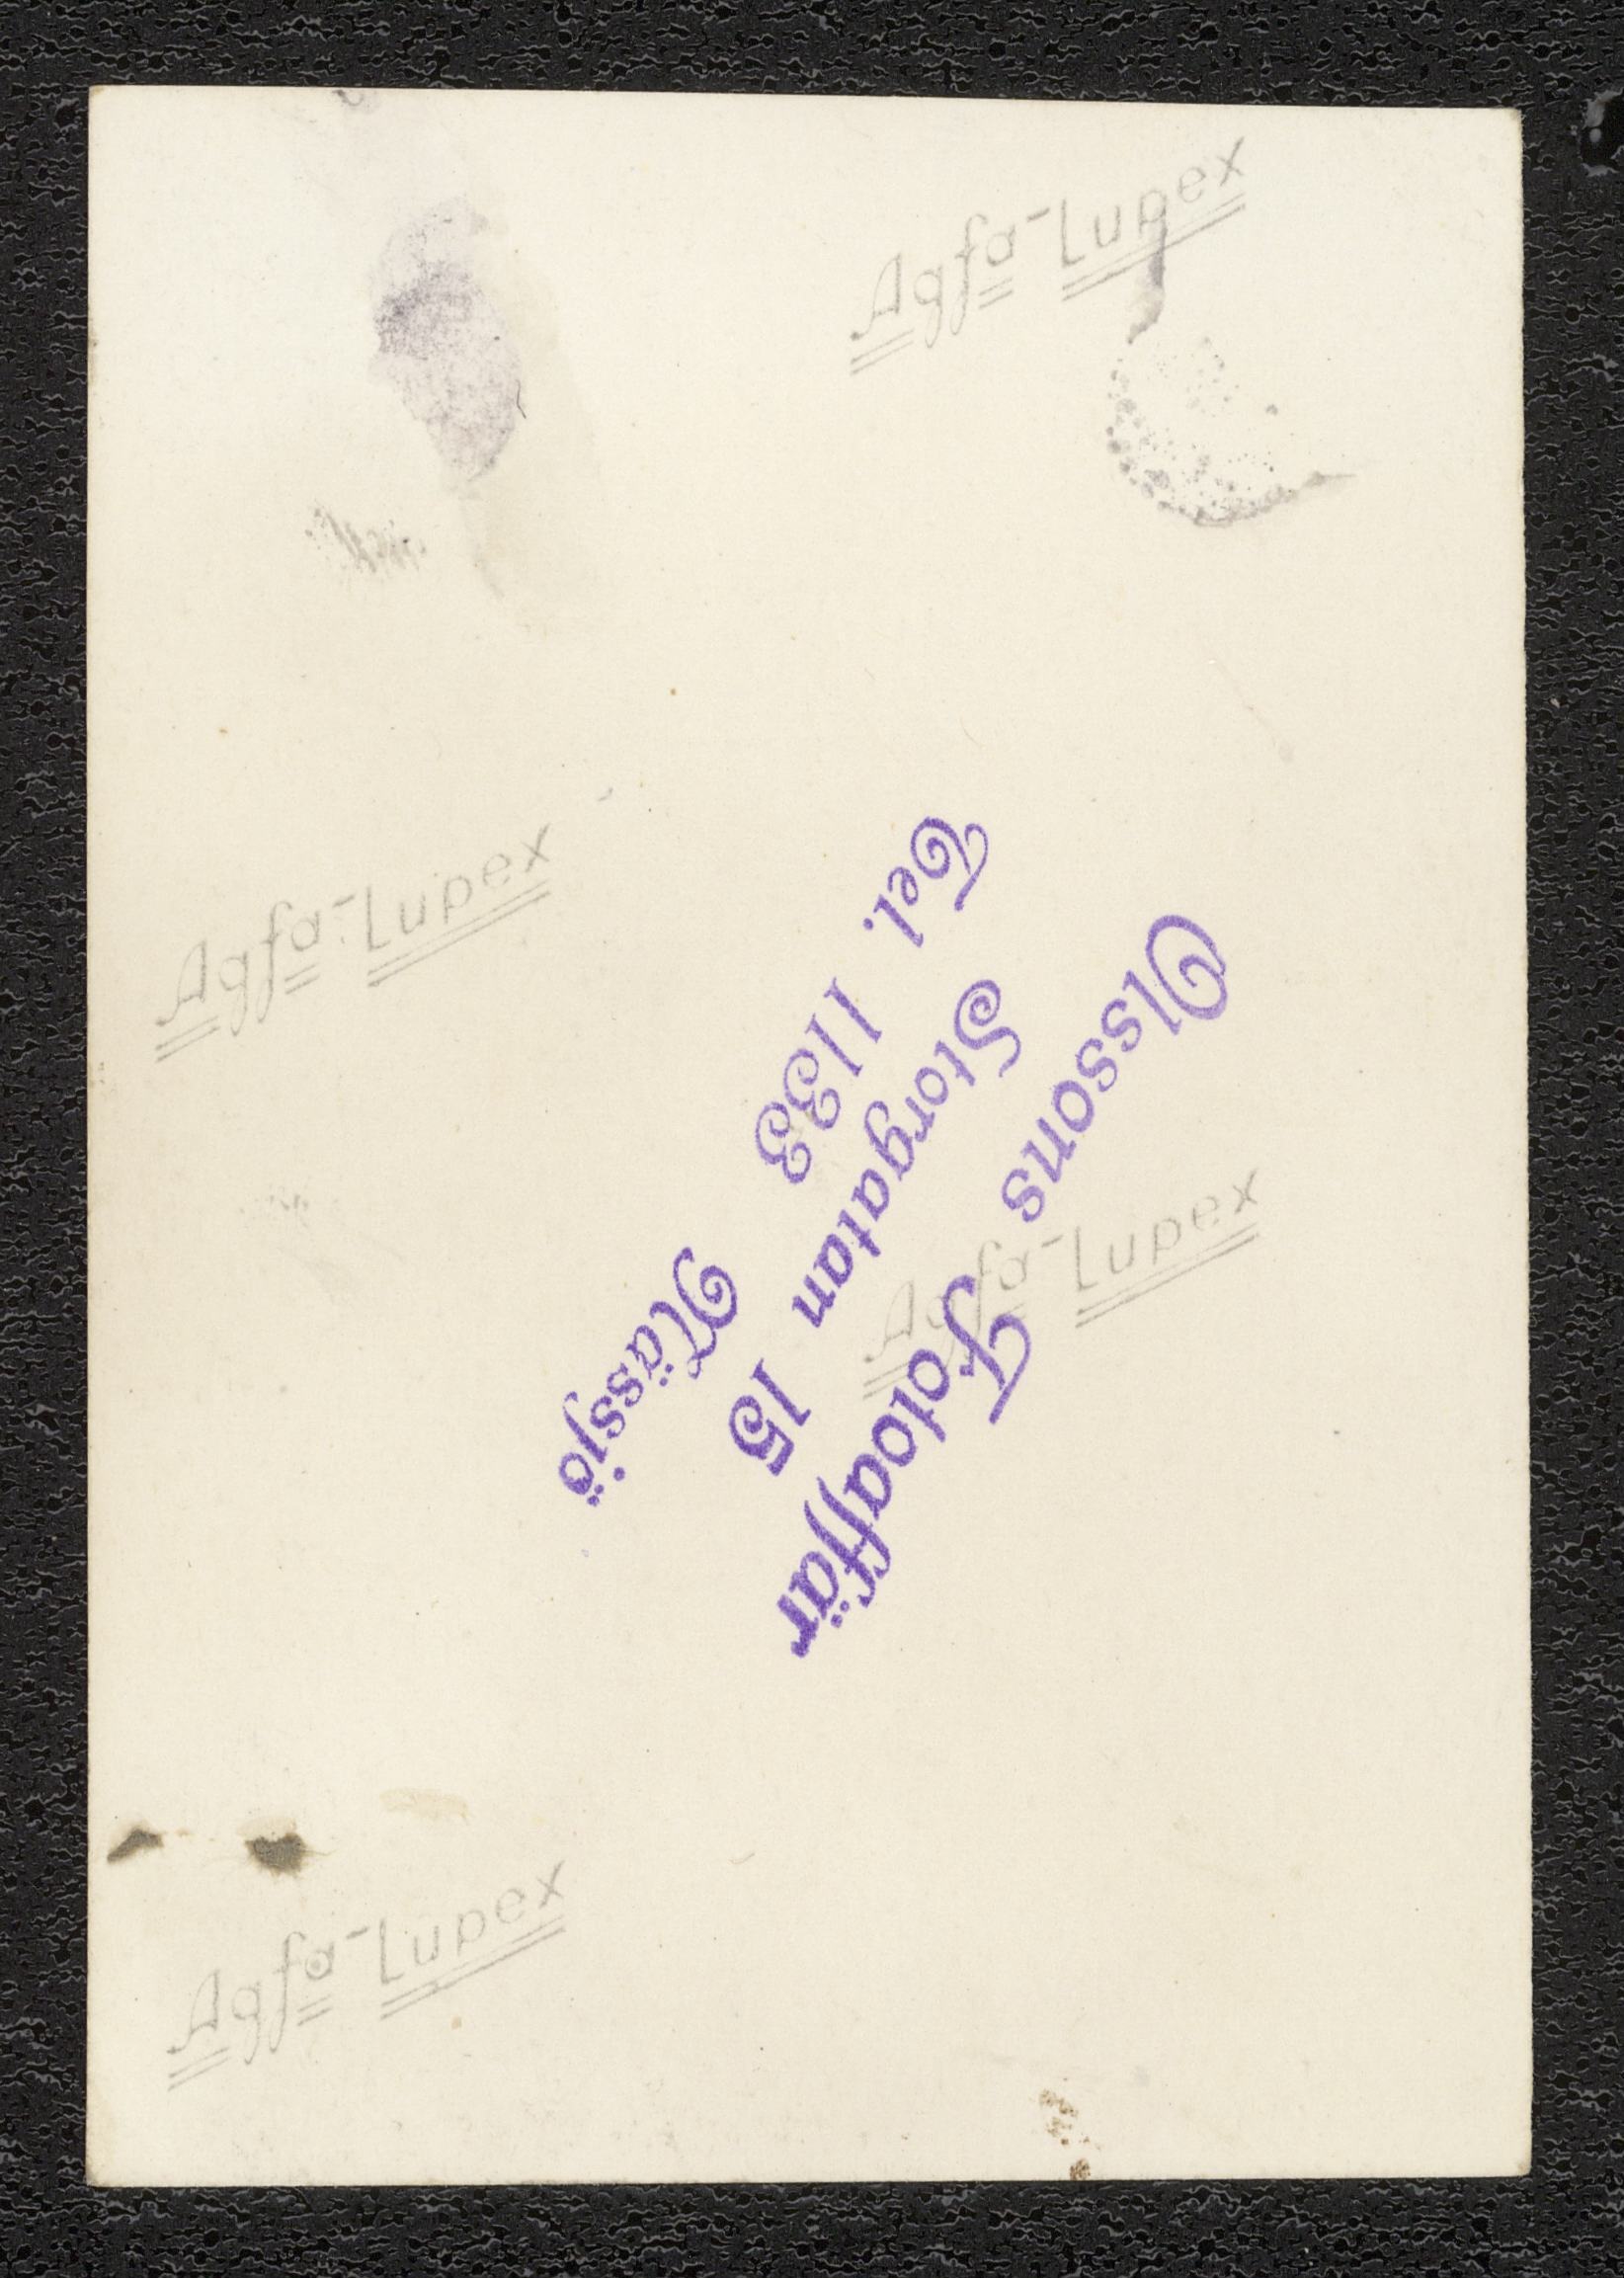 Agfa-Lupex
Agfa-Lupex
Agfa-Lupex
Agfa-Lupex
Olssons Fotoaffär
Storgatan 15
Tel. 1133 Nässjö